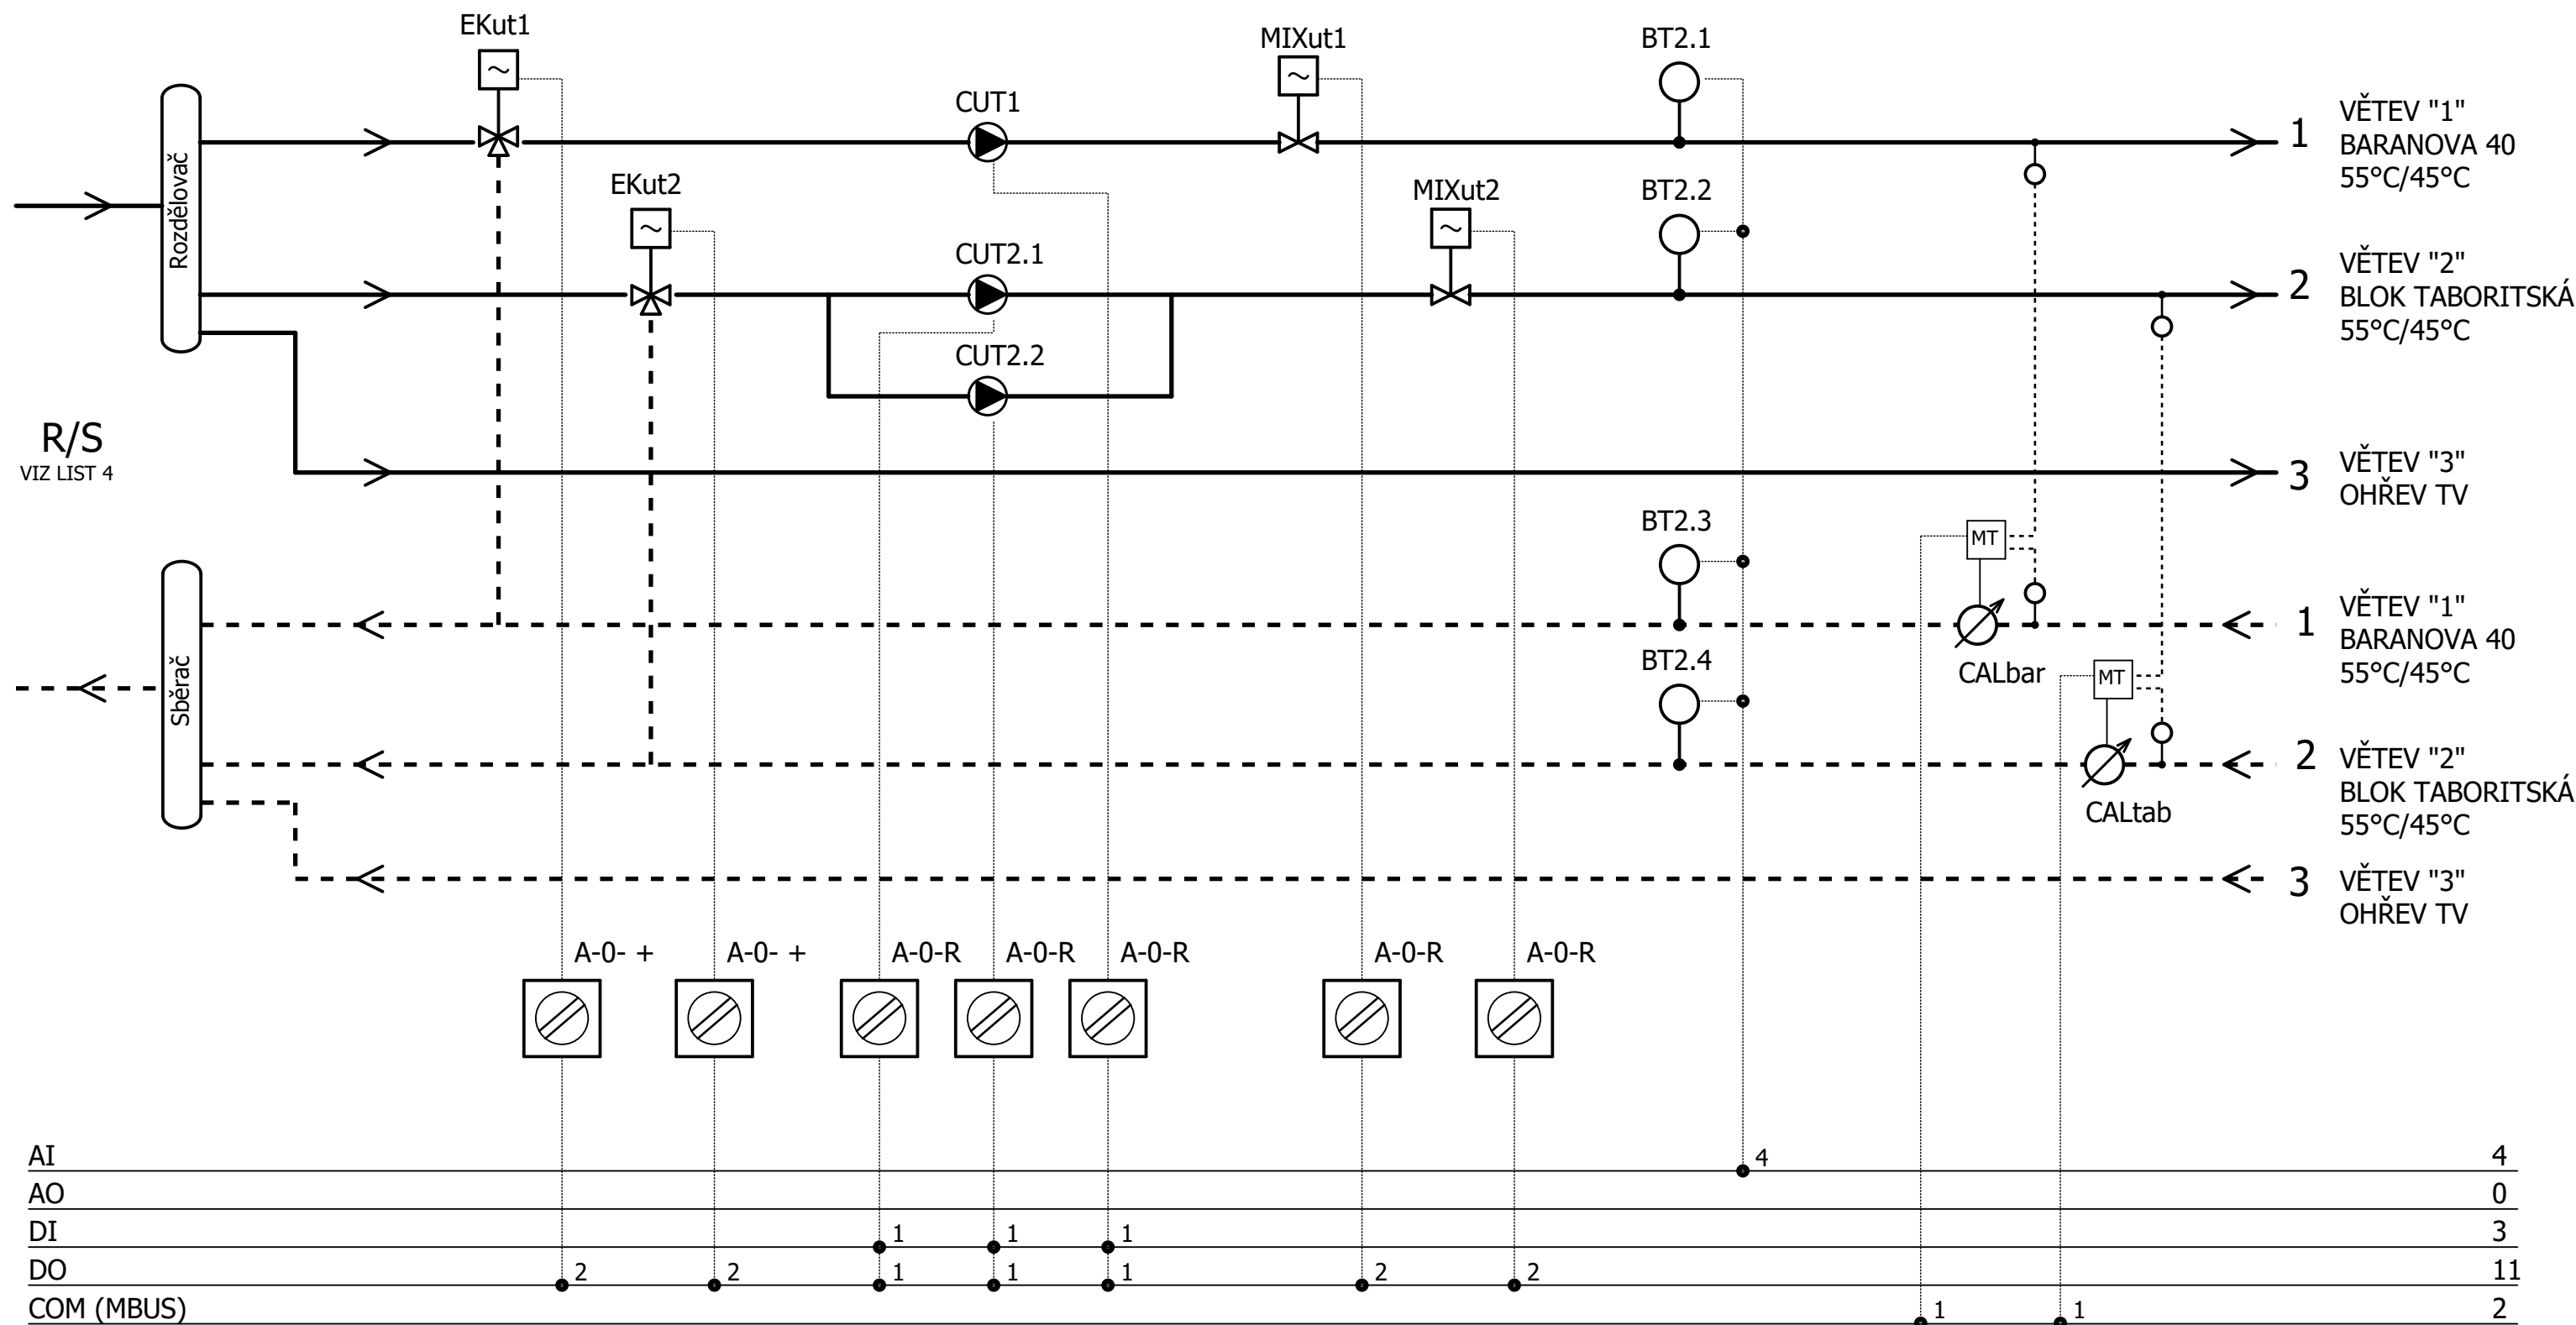 EKut1
MIXut1
BT2.1
CUT1
1
VĚTEV "1"
BARANOVA 40
55°C/45°C
Rozdělovač
EKut2
MIXut2
BT2.2
CUT2.1
2
VĚTEV "2"
BLOK TABORITSKÁ
55°C/45°C
CUT2.2
R/S
VIZ LIST 4
3
VĚTEV "3"
OHŘEV TV
BT2.3
MT
1
VĚTEV "1"
BARANOVA 40
55°C/45°C
CALbar
Sběrač
BT2.4
MT
2
VĚTEV "2"
BLOK TABORITSKÁ
55°C/45°C
CALtab
3
VĚTEV "3"
OHŘEV TV
A-0- +
A-0- +
A-0-R
A-0-R
A-0-R
A-0-R
A-0-R
AI 4 4
AO 0
DI 1 1 1 3
DO 2 2 1 1 1 2 2 11
COM (MBUS) 1 1 2